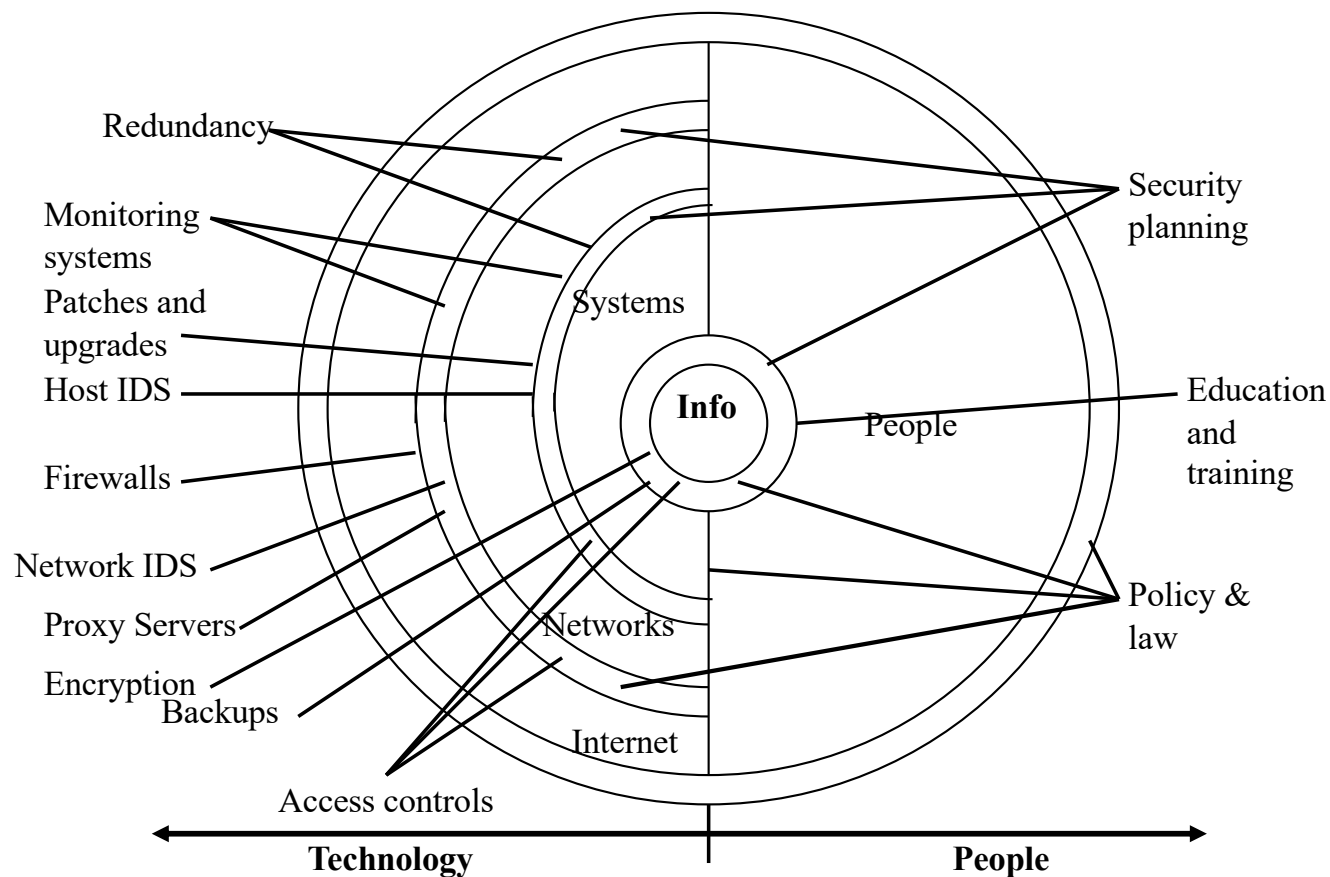 Redundancy
Monitoring
systems
Patches and
upgrades
Host IDS
Firewalls
Network IDS
Proxy Servers
Encryption
Backups
Access controls
Systems
Info
People
Networks
Internet
Security
planning
Education
and
training
Policy &
law
Technology
People